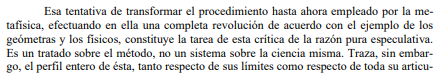 Esa tentativa de transformar el procedimiento hasta ahora empleado por la me-
tafísica, efectuando en ella una completa revolución de acuerdo con el ejemplo de los
geómetras y los físicos, constituye la tarea de esta crítica de la razón pura especulativa.
Es un tratado sobre el método, no un sistema sobre la ciencia misma. Traza, sin embar-
go, el perfil entero de ésta, tanto respecto de sus límites como respecto de toda su articu-